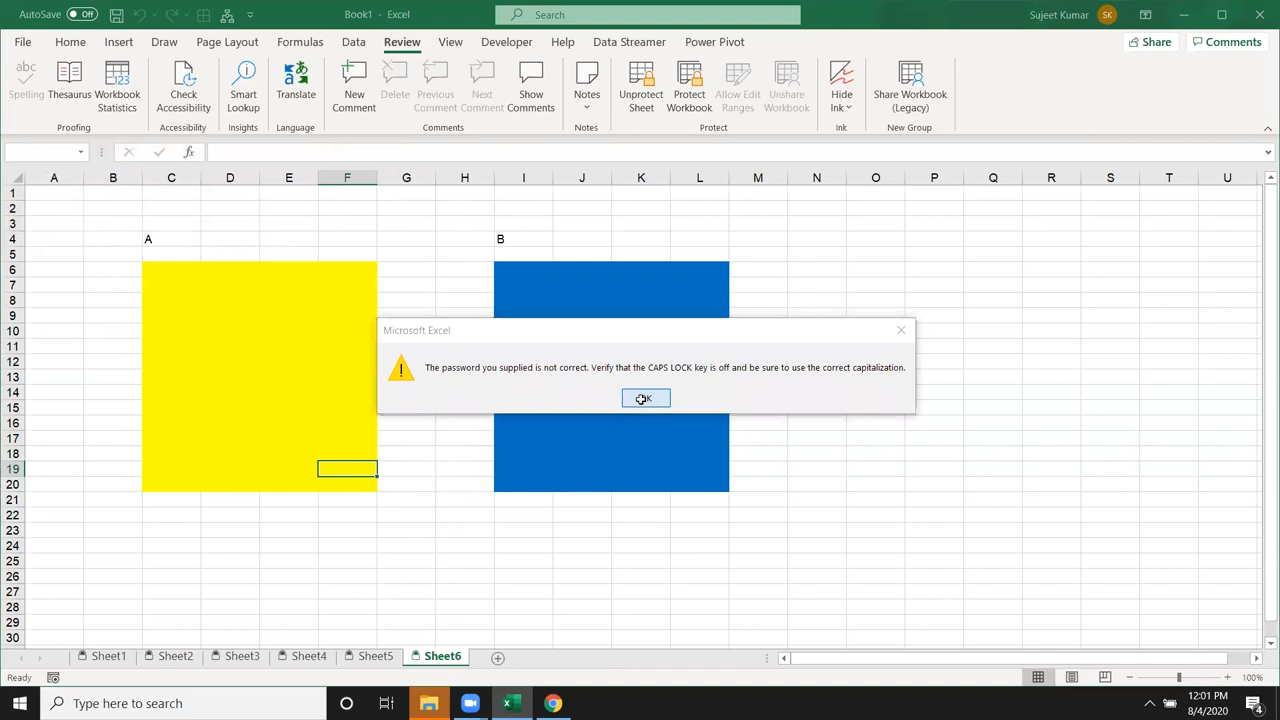 AutoSave Off Book1 - Excel Search Sujeet Kumar SK
File Home Insert Draw Page Layout Formulas Data Review View Developer Help Data Streamer Power Pivot Share Comments
abc
123
Spelling Thesaurus Workbook Statistics Check Accessibility Smart Lookup Translate New Comment Delete Previous Comment Next Comment Show Comments Notes Unprotect Sheet Protect Workbook Allow Edit Ranges Unshare Workbook Hide Ink Share Workbook (Legacy)
Proofing Accessibility Insights Language Comments Notes Protect Ink New Group
fx
A B C D E F G H I J K L M N O P Q R S T U
1
2
3
4 A B
5
6
7
8
9
10
Microsoft Excel
11
12
The password you supplied is not correct. Verify that the CAPS LOCK key is off and be sure to use the correct capitalization.
13
14
15
16
17
18
19
20
21
22
23
24
25
26
27
28
29
30
Sheet1 Sheet2 Sheet3 Sheet4 Sheet5 Sheet6
Ready 100%
Type here to search
12:01 PM
8/4/2020
4